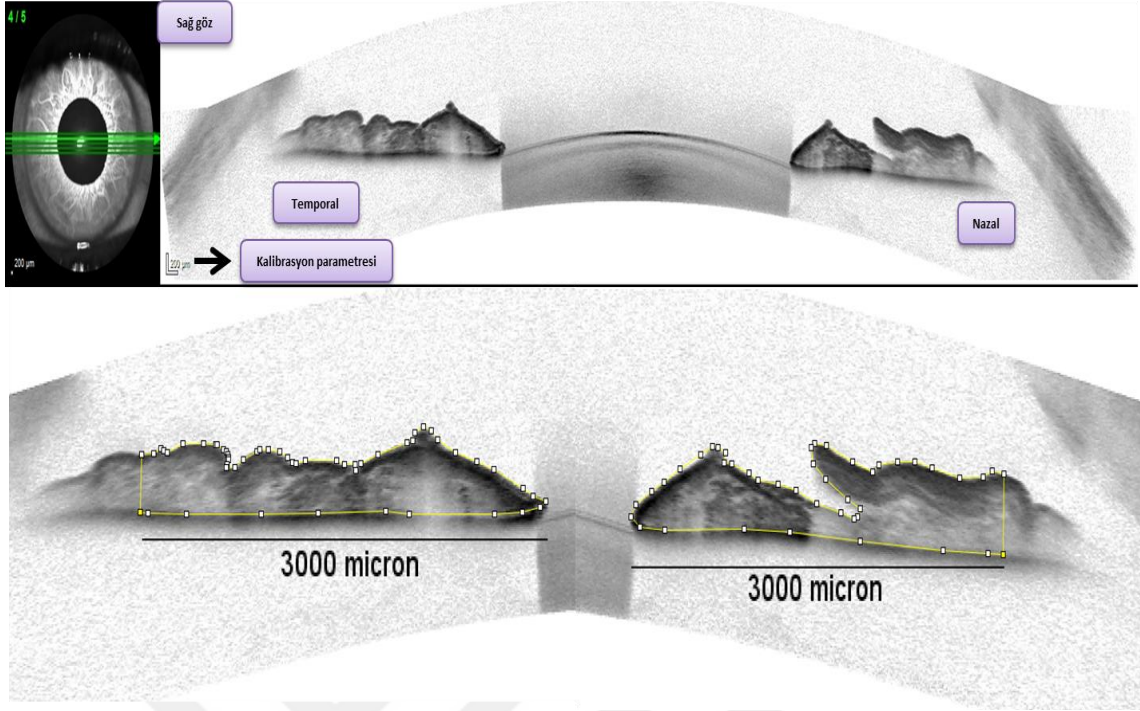 4 / 5
Sağ göz
Temporal
Nazal
200 µm
200 µm
Kalibrasyon parametresi
3000 micron
3000 micron